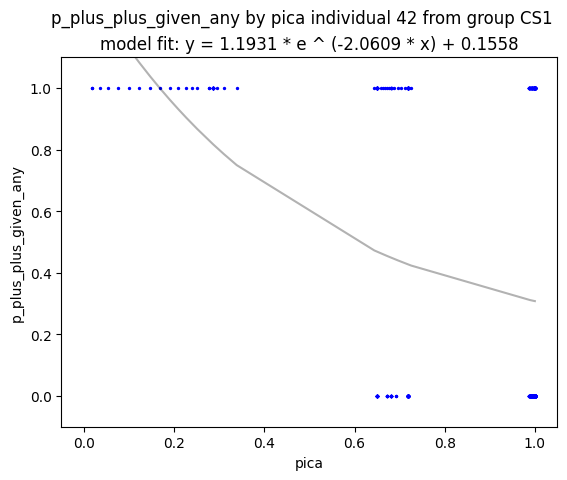 p_plus_plus_given_any by pica individual 42 from group CS1
model fit: y = 1.1931 * e ^ (-2.0609 * x) + 0.1558
1.0
0.8
0.6
0.4
0.2
0.0
p_plus_plus_given_any
0.0 0.2 0.4 0.6 0.8 1.0
pica